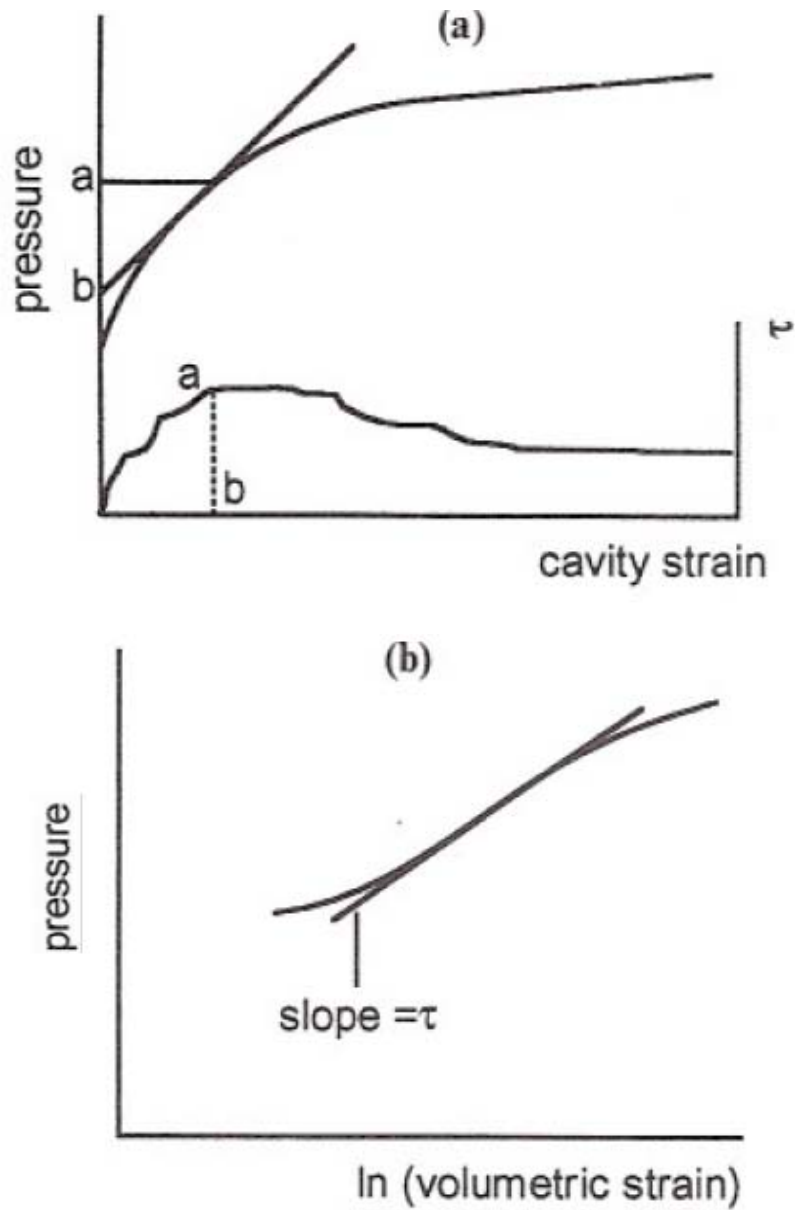 (a)
pressure
a
b
τ
a
b
cavity strain
(b)
pressure
slope =τ
ln (volumetric strain)